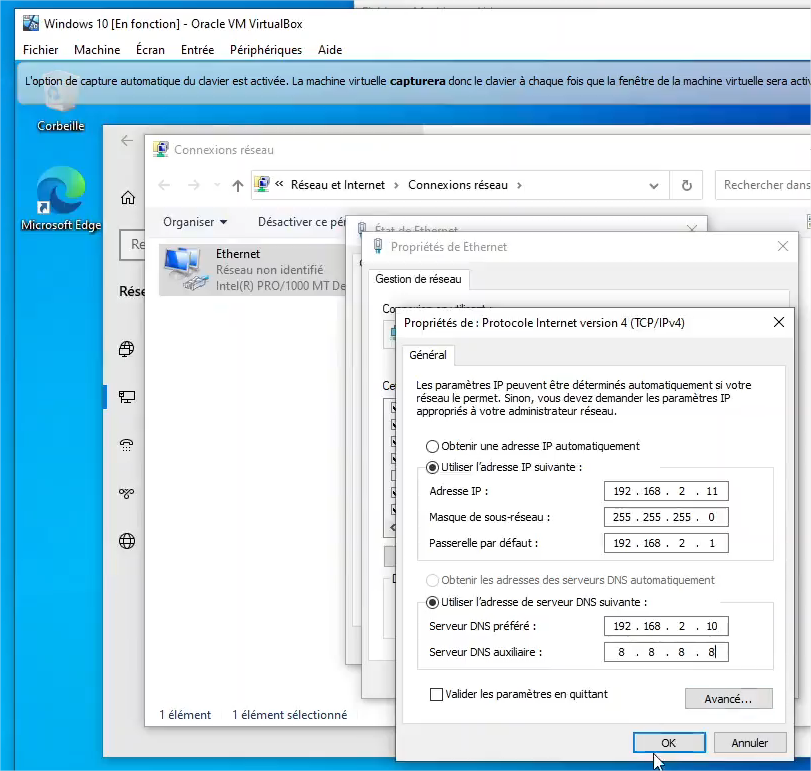 Windows 10 [En fonction] - Oracle VM VirtualBox
Fichier Machine Écran Entrée Périphériques Aide
L'option de capture automatique du clavier est activée. La machine virtuelle capturera donc le clavier à chaque fois que la fenêtre de la machine virtuelle sera activ
Corbeille
Microsoft Edge
Connexions réseau
« Réseau et Internet > Connexions réseau >
Rechercher dans
Organiser Désactive ce pér
État de Ethernet
Ethernet
Réseau non identifié
Intel(R) PRO/1000 MT De
Re
Rése
Propriétés de Ethernet
Gestion de réseau
Propriétés de : Protocole Internet version 4 (TCP/IPv4)
Général
Les paramètres IP peuvent être déterminés automatiquement si votre
réseau le permet. Sinon, vous devez demander les paramètres IP
appropriés à votre administrateur réseau.
Obtenir une adresse IP automatiquement
Utiliser l'adresse IP suivante :
Adresse IP : 192 . 168 . 2 . 11
Masque de sous-réseau : 255 . 255 . 255 . 0
Passerelle par défaut : 192 . 168 . 2 . 1
Obtenir les adresses des serveurs DNS automatiquement
Utiliser l'adresse de serveur DNS suivante :
Serveur DNS préféré : 192 . 168 . 2 . 10
Serveur DNS auxiliaire : 8 . 8 . 8 . 8
Valider les paramètres en quittant
Avancé...
OK Annuler
1 élément 1 élément sélectionné